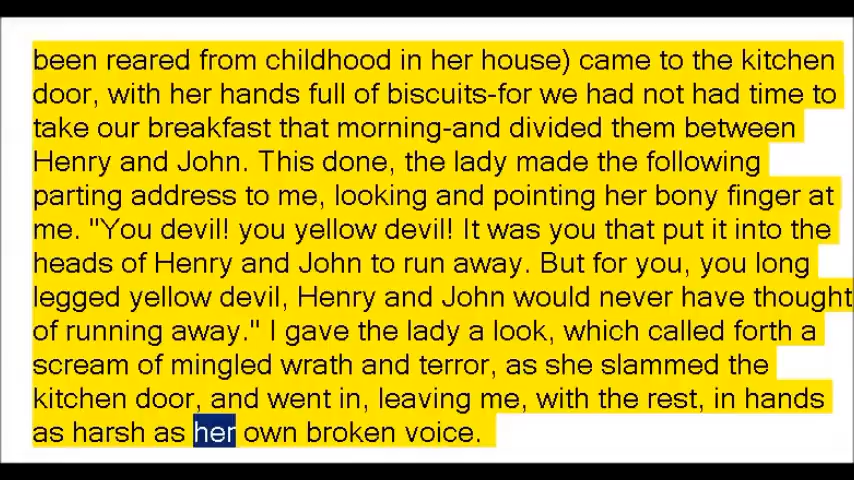 been reared from childhood in her house) came to the kitchen
door, with her hands full of biscuits-for we had not had time to
take our breakfast that morning-and divided them between
Henry and John. This done, the lady made the following
parting address to me, looking and pointing her bony finger at
me. "You devil! you yellow devil! It was you that put it into the
heads of Henry and John to run away. But for you, you long
legged yellow devil, Henry and John would never have thought
of running away." I gave the lady a look, which called forth a
scream of mingled wrath and terror, as she slammed the
kitchen door, and went in, leaving me, with the rest, in hands
as harsh as her own broken voice.